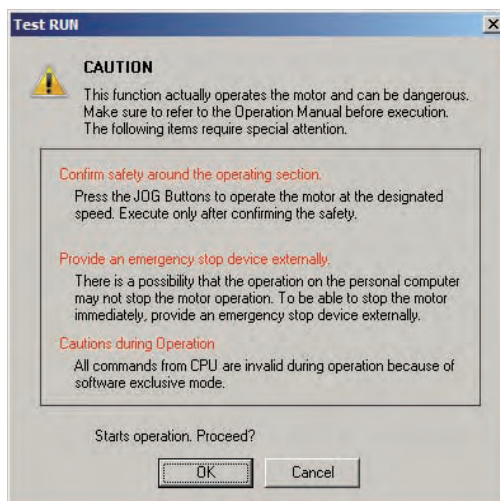 Test RUN
CAUTION
This function actually operates the motor and can be dangerous.
Make sure to refer to the Operation Manual before execution.
The following items require special attention.
Confirm safety around the operating section.
Press the JOG Buttons to operate the motor at the designated
speed. Execute only after confirming the safety.
Provide an emergency stop device externally.
There is a possibility that the operation on the personal computer
may not stop the motor operation. To be able to stop the motor
immediately, provide an emergency stop device externally.
Cautions during Operation
All commands from CPU are invalid during operation because of
software exclusive mode.
Starts operation. Proceed?
OK
Cancel